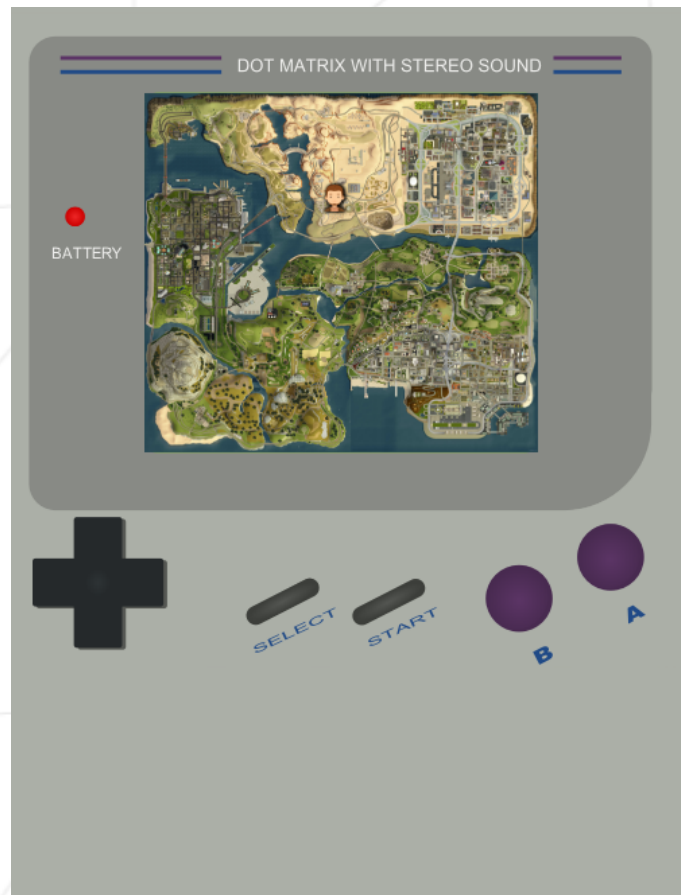 DOT MATRIX WITH STEREO SOUND
BATTERY
SELECT
START
B
A